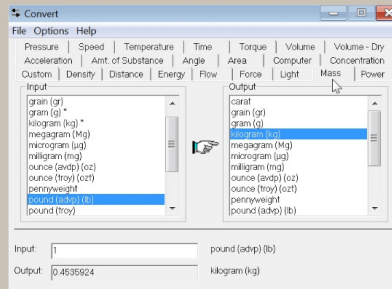 Convert
File Options Help
Pressure Speed Temperature Time Torque Volume Volume - Dry
Acceleration Amt. of Substance Angle Area Computer Concentration
Custom Density Distance Energy Flow Force Light Mass Power
Input
grain (gr)
gram (g) *
kilogram (kg) *
megagram (Mg)
microgram (µg)
milligram (mg)
ounce (avdp) (oz)
ounce (troy) (ozt)
pennyweight
pound (advp) (lb)
pound (troy)
Output
carat
grain (gr)
gram (g)
kilogram (kg)
megagram (Mg)
microgram (µg)
milligram (mg)
ounce (avdp) (oz)
ounce (troy) (ozt)
pennyweight
pound (advp) (lb)
Input: 1 pound (advp) (lb)
Output: 0.4535924 kilogram (kg)